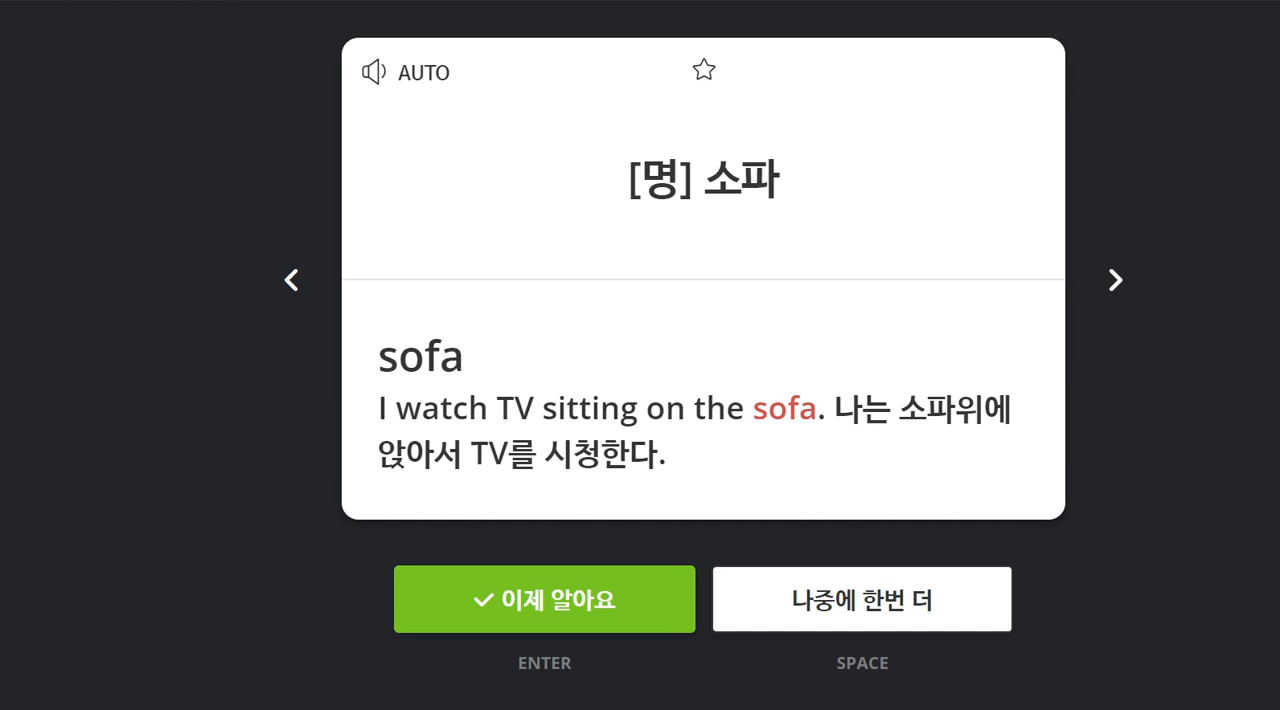 AUTO
[명] 소파
sofa
I watch TV sitting on the sofa. 나는 소파위에
앉아서 TV를 시청한다.
이제 알아요
나중에 한번 더
ENTER
SPACE